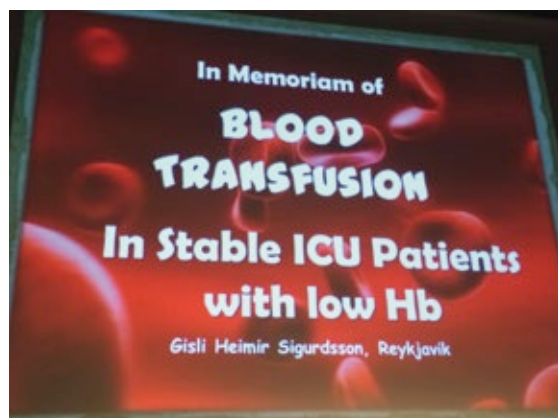 In Memoriam of
BLOOD
TRANSFUSION
In Stable ICU Patients
with low Hb
Gisli Heimir Sigurdsson, Reykjavik